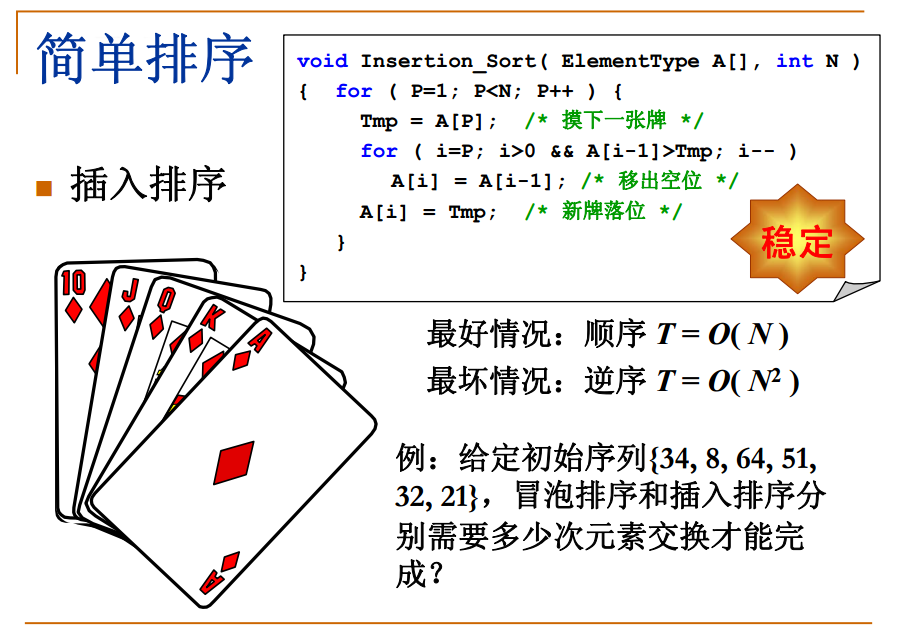 简单排序
void Insertion_Sort( ElementType A[], int N )
{ for ( P=1; P<N; P++ ) {
Tmp = A[P]; /* 摸下一张牌 */
for ( i=P; i>0 && A[i-1]>Tmp; i-- )
A[i] = A[i-1]; /* 移出空位 */
A[i] = Tmp; /* 新牌落位 */
}
}
稳定
插入排序
10
J
Q
K
A
A
最好情况：顺序 T = O( N )
最坏情况：逆序 T = O( N² )
例：给定初始序列{34, 8, 64, 51,
32, 21}，冒泡排序和插入排序分
别需要多少次元素交换才能完
成？